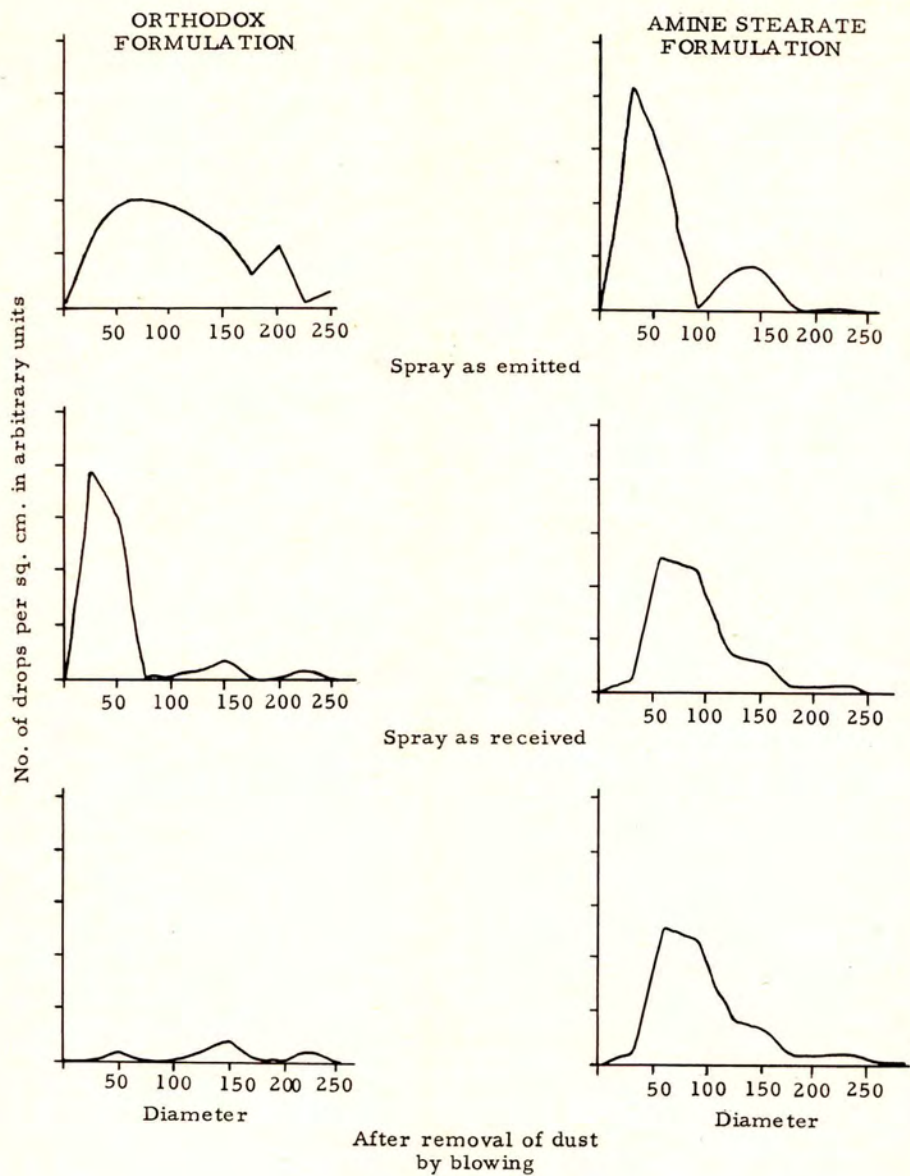 ORTHODOX
FORMULATION
AMINE STEARATE
FORMULATION
No. of drops per sq. cm. in arbitrary units
50 100 150 200 250
50 100 150 200 250
Spray as emitted
50 100 150 200 250
50 100 150 200 250
Spray as received
50 100 150 200 250
50 100 150 200 250
Diameter
Diameter
After removal of dust
by blowing